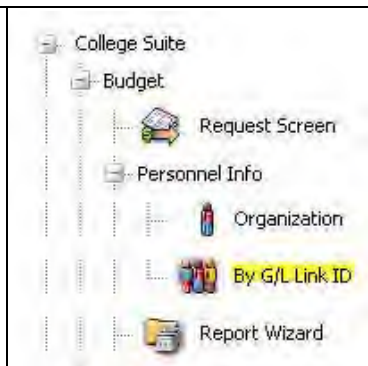 College Suite
Budget
Request Screen
Personnel Info
Organization
By G/L Link ID
Report Wizard